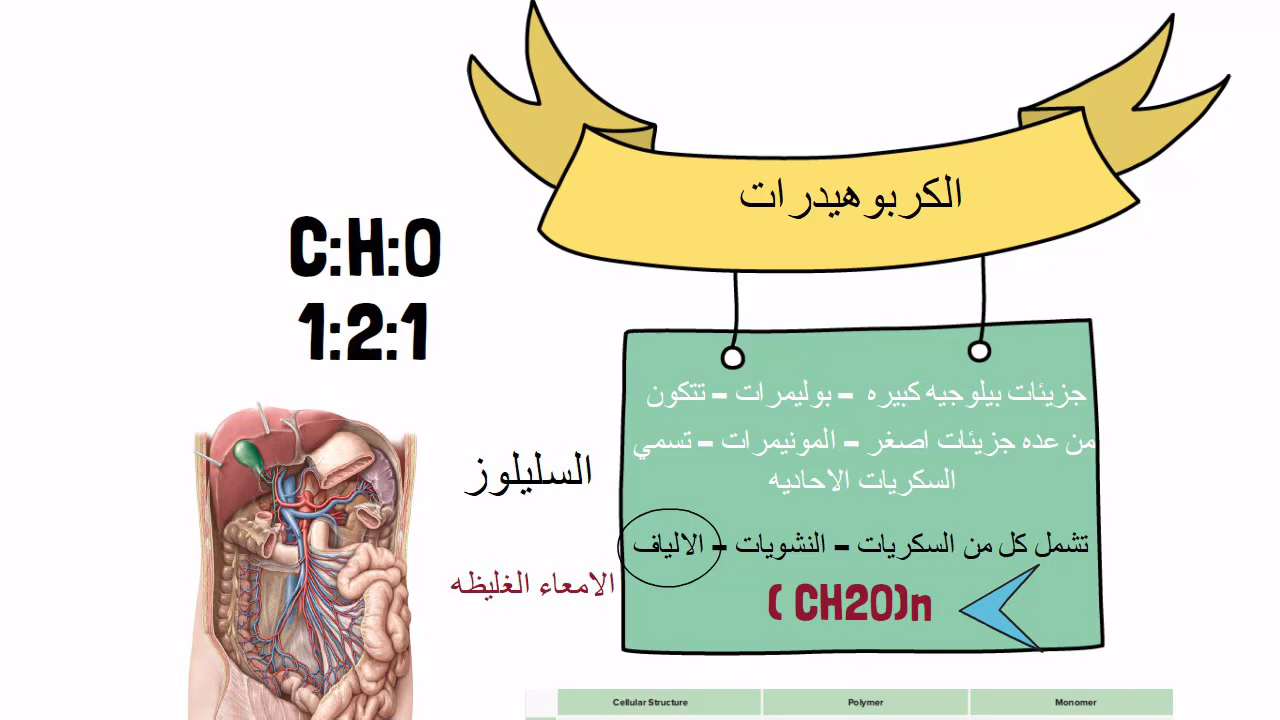 الكربوهيدرات
C:H:O
1:2:1
جزيئات بيلوجيه كبيره – بوليمرات – تتكون
من عده جزيئات اصغر – المونيمرات – تسمي
السكريات الاحاديه
السليلوز
تشمل كل من السكريات – النشويات – الالياف
الامعاء الغليظه
( CH2O)n
Cellular Structure Polymer Monomer